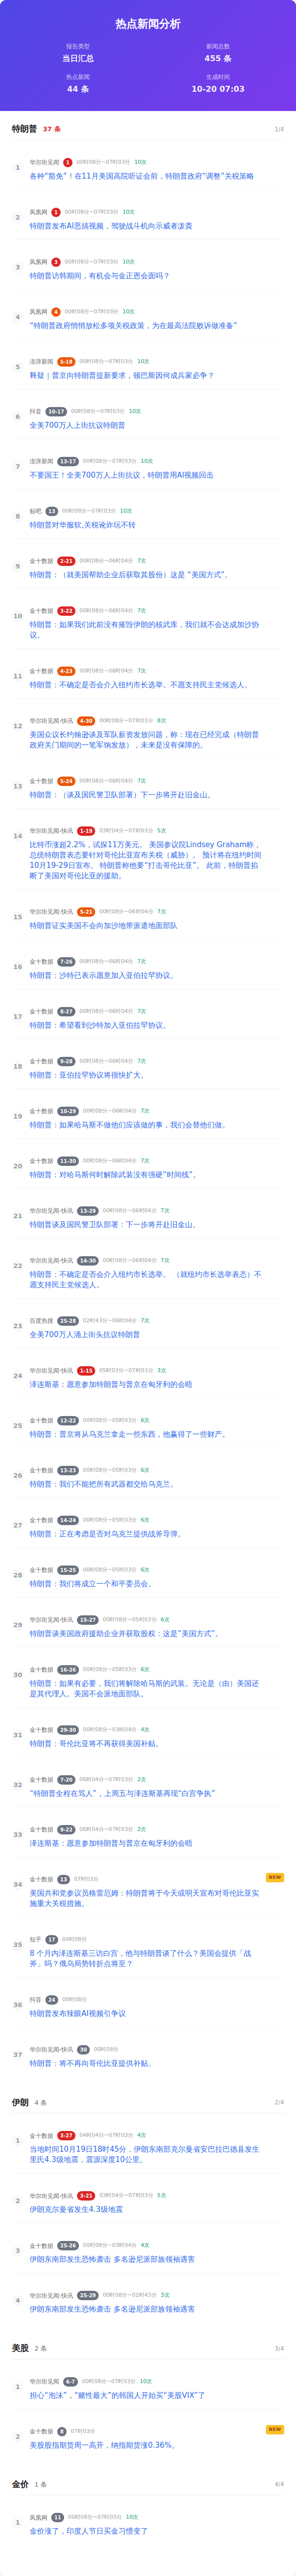 热点新闻分析
报告类型
新闻总数
当日汇总
455 条
热点新闻
生成时间
44 条
10-20 07:03
特朗普 37 条 1/4
1
华尔街见闻 1 00时08分~07时03分 10次
各种“豁免”！在11月美国高院听证会前，特朗普政府“调整”关税策略
2
凤凰网 1 00时08分~07时03分 10次
特朗普发布AI恶搞视频，驾驶战斗机向示威者泼粪
3
凤凰网 3 00时08分~07时03分 10次
特朗普访韩期间，有机会与金正恩会面吗？
4
凤凰网 4 00时08分~07时03分 10次
“特朗普政府悄悄放松多项关税政策，为在最高法院败诉做准备”
5
澎湃新闻 5-18 00时08分~07时03分 10次
释疑｜普京向特朗普提新要求，顿巴斯因何成兵家必争？
6
抖音 10-17 00时08分~07时03分 10次
全美700万人上街抗议特朗普
7
澎湃新闻 13-17 00时08分~07时03分 10次
不要国王！全美700万人上街抗议，特朗普用AI视频回击
8
贴吧 13 00时08分~07时03分 10次
特朗普对华服软,关税讹诈玩不转
9
金十数据 2-21 00时08分~06时04分 7次
特朗普：（就美国帮助企业后获取其股份）这是 “美国方式”。
10
金十数据 3-22 00时08分~06时04分 7次
特朗普：如果我们此前没有摧毁伊朗的核武库，我们就不会达成加沙协
议。
11
金十数据 4-23 00时08分~06时04分 7次
特朗普：不确定是否会介入纽约市长选举。不愿支持民主党候选人。
12
华尔街见闻-快讯 4-30 00时08分~07时03分 8次
美国众议长约翰逊谈及军队薪资发放问题，称：现在已经完成（特朗普
政府关门期间的一笔军饷发放），未来是没有保障的。
13
金十数据 5-24 00时08分~06时04分 7次
特朗普：（谈及国民警卫队部署）下一步将开赴旧金山。
14
华尔街见闻-快讯 1-19 03时04分~07时03分 5次
比特币涨超2.2%，试探11万美元。 美国参议院Lindsey Graham称，
总统特朗普表态要针对哥伦比亚宣布关税（威胁）。 预计将在纽约时间
10月19-29日宣布。 特朗普称他要“打击哥伦比亚”。 此前，特朗普掐
断了美国对哥伦比亚的援助。
15
华尔街见闻-快讯 5-21 00时08分~06时04分 7次
特朗普证实美国不会向加沙地带派遣地面部队
16
金十数据 7-26 00时08分~06时04分 7次
特朗普：沙特已表示愿意加入亚伯拉罕协议。
17
金十数据 8-27 00时08分~06时04分 7次
特朗普：希望看到沙特加入亚伯拉罕协议。
18
金十数据 9-28 00时08分~06时04分 7次
特朗普：亚伯拉罕协议将很快扩大。
19
金十数据 10-29 00时08分~06时04分 7次
特朗普：如果哈马斯不做他们应该做的事，我们会替他们做。
20
金十数据 11-30 00时08分~06时04分 7次
特朗普：对哈马斯何时解除武装没有强硬“时间线”。
21
华尔街见闻-快讯 13-29 00时08分~06时04分 7次
特朗普谈及国民警卫队部署：下一步将开赴旧金山。
22
华尔街见闻-快讯 14-30 00时08分~06时04分 7次
特朗普：不确定是否会介入纽约市长选举。 （就纽约市长选举表态）不
愿支持民主党候选人。
23
百度热搜 25-28 02时43分~06时04分 7次
全美700万人涌上街头抗议特朗普
24
华尔街见闻-快讯 1-15 05时03分~07时03分 3次
泽连斯基：愿意参加特朗普与普京在匈牙利的会晤
25
金十数据 12-22 00时08分~05时03分 6次
特朗普：普京将从乌克兰拿走一些东西，他赢得了一些财产。
26
金十数据 13-23 00时08分~05时03分 6次
特朗普：我们不能把所有武器都交给乌克兰。
27
金十数据 14-24 00时08分~05时03分 6次
特朗普：正在考虑是否对乌克兰提供战斧导弹。
28
金十数据 15-25 00时08分~05时03分 6次
特朗普：我们将成立一个和平委员会。
29
华尔街见闻-快讯 15-27 00时08分~05时03分 6次
特朗普谈美国政府援助企业并获取股权：这是“美国方式”。
30
金十数据 16-26 00时08分~05时03分 6次
特朗普：如果有必要，我们将解除哈马斯的武装。无论是（由）美国还
是其代理人。美国不会派地面部队。
31
金十数据 29-30 00时08分~03时04分 4次
特朗普：哥伦比亚将不再获得美国补贴。
32
金十数据 7-20 06时04分~07时03分 2次
“特朗普全程在骂人”，上周五与泽连斯基再现“白宫争执”
33
金十数据 9-22 06时04分~07时03分 2次
泽连斯基：愿意参加特朗普与普京在匈牙利的会晤
34
金十数据 13 07时03分 NEW
美国共和党参议员格雷厄姆：特朗普将于今天或明天宣布对哥伦比亚实
施重大关税措施。
35
知乎 17 00时08分
8 个月内泽连斯基三访白宫，他与特朗普谈了什么？美国会提供「战
斧」吗？俄乌局势转折点将至？
36
抖音 24 00时08分
特朗普发布辣眼AI视频引争议
37
华尔街见闻-快讯 30 00时08分
特朗普：将不再向哥伦比亚提供补贴。
伊朗 4 条 2/4
1
金十数据 3-27 04时04分~07时03分 4次
当地时间10月19日18时45分，伊朗东南部克尔曼省安巴拉巴德县发生
里氏4.3级地震，震源深度10公里。
2
华尔街见闻-快讯 3-21 03时04分~07时03分 5次
伊朗克尔曼省发生4.3级地震
3
金十数据 25-26 00时08分~03时04分 4次
伊朗东南部发生恐怖袭击 多名逊尼派部族领袖遇害
4
华尔街见闻-快讯 25-29 00时08分~02时43分 3次
伊朗东南部发生恐怖袭击 多名逊尼派部族领袖遇害
美股 2 条 3/4
1
华尔街见闻 6-7 00时08分~07时03分 10次
担心“泡沫”，“赌性最大”的韩国人开始买“美股VIX”了
2
金十数据 8 07时03分 NEW
美股股指期货周一高开，纳指期货涨0.36%。
金价 1 条 4/4
1
凤凰网 11 00时08分~07时03分 10次
金价涨了，印度人节日买金习惯变了